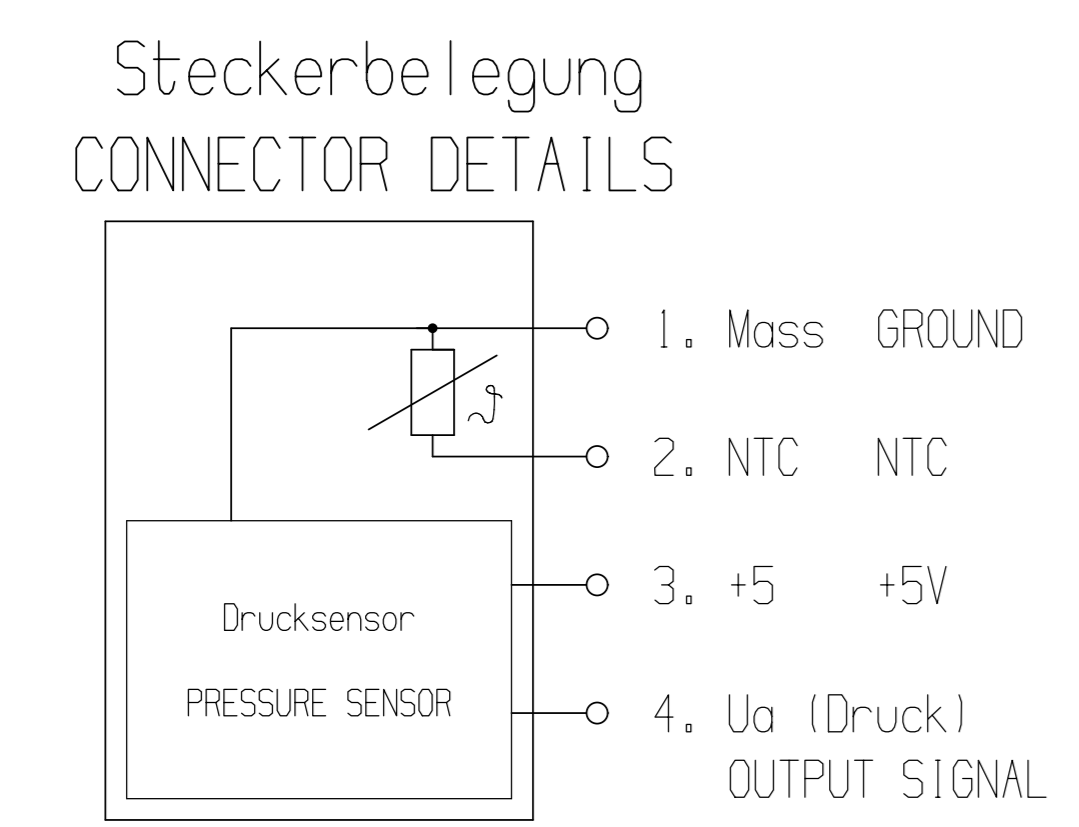 Steckerbelegung
CONNECTOR DETAILS
1. Mass GROUND
ϑ
2. NTC NTC
3. +5 +5V
Drucksensor
PRESSURE SENSOR
4. Ua (Druck)
OUTPUT SIGNAL